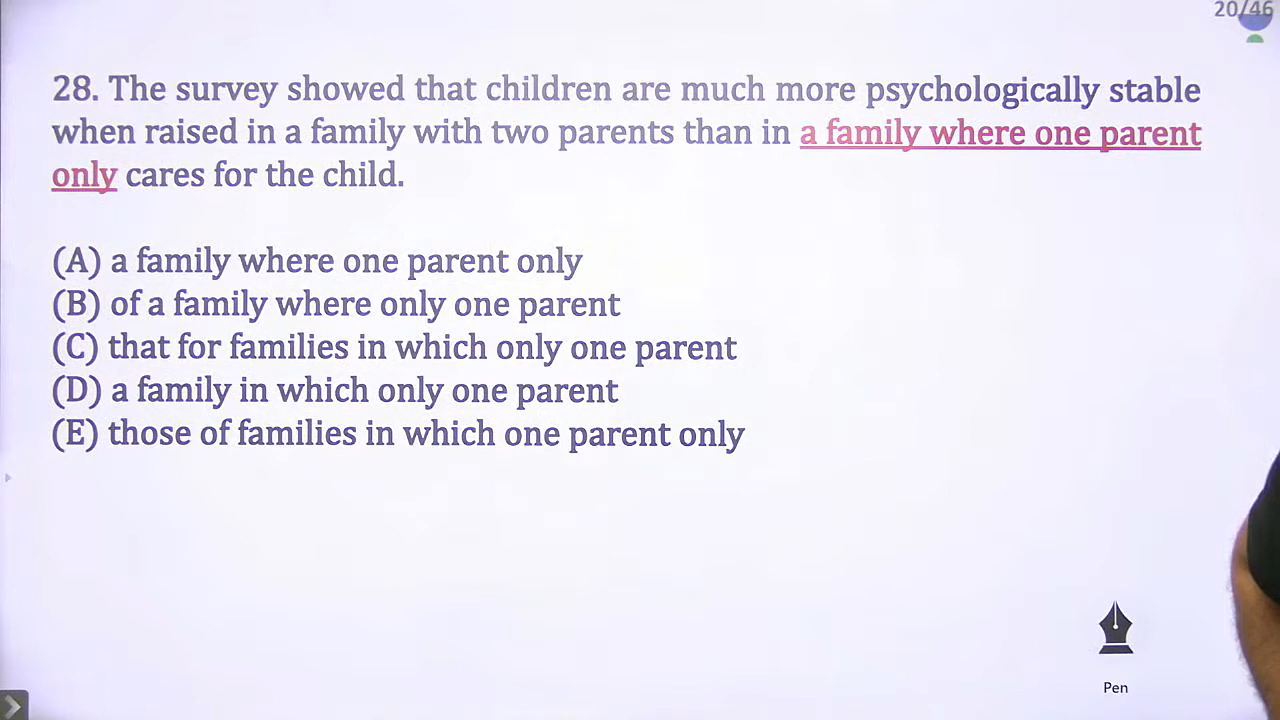 20/46
28. The survey showed that children are much more psychologically stable
when raised in a family with two parents than in a family where one parent
only cares for the child.
(A) a family where one parent only
(B) of a family where only one parent
(C) that for families in which only one parent
(D) a family in which only one parent
(E) those of families in which one parent only
Pen